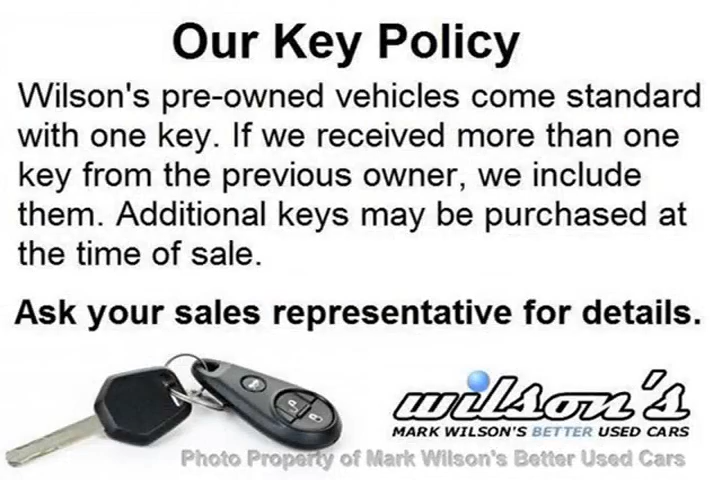 Our Key Policy
Wilson's pre-owned vehicles come standard
with one key. If we received more than one
key from the previous owner, we include
them. Additional keys may be purchased at
the time of sale.
Ask your sales representative for details.
wilson's
MARK WILSON'S BETTER USED CARS
Photo Property of Mark Wilson's Better Used Cars